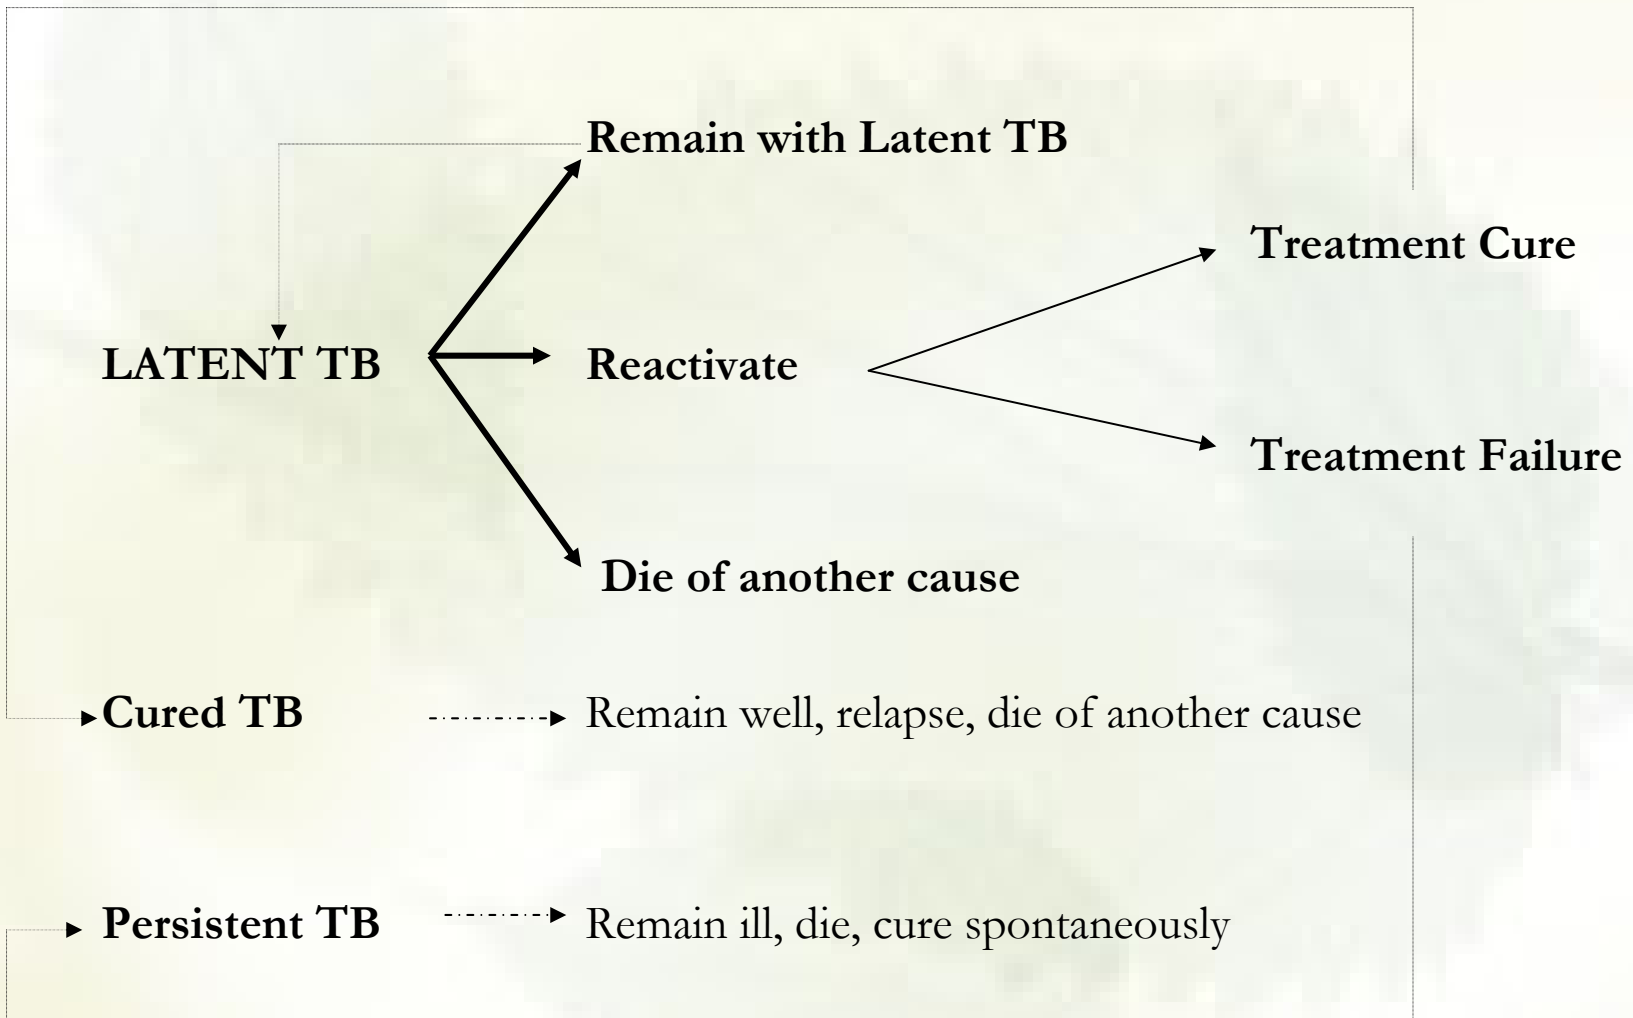 Remain with Latent TB
Treatment Cure
LATENT TB
Reactivate
Treatment Failure
Die of another cause
Cured TB
Remain well, relapse, die of another cause
Persistent TB
Remain ill, die, cure spontaneously